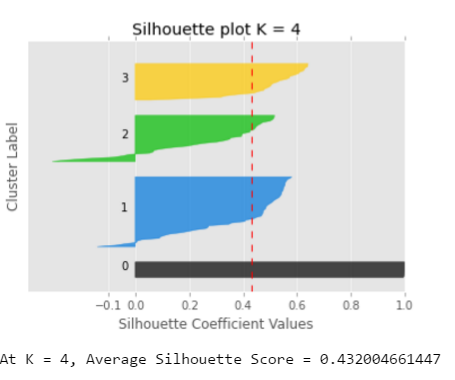 Silhouette plot K = 4
Cluster Label
3
2
1
0
−0.1 0.0 0.2 0.4 0.6 0.8 1.0
Silhouette Coefficient Values
At K = 4, Average Silhouette Score = 0.432004661447